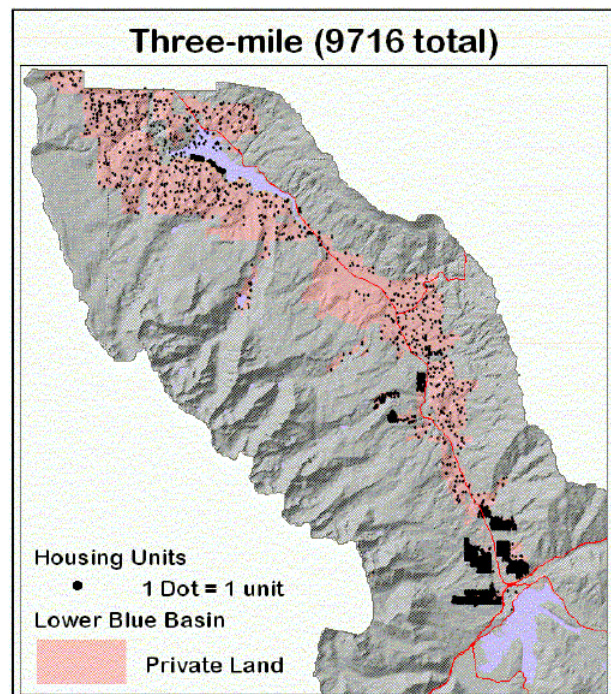 Three-mile (9716 total)
Housing Units
1 Dot = 1 unit
Lower Blue Basin
Private Land